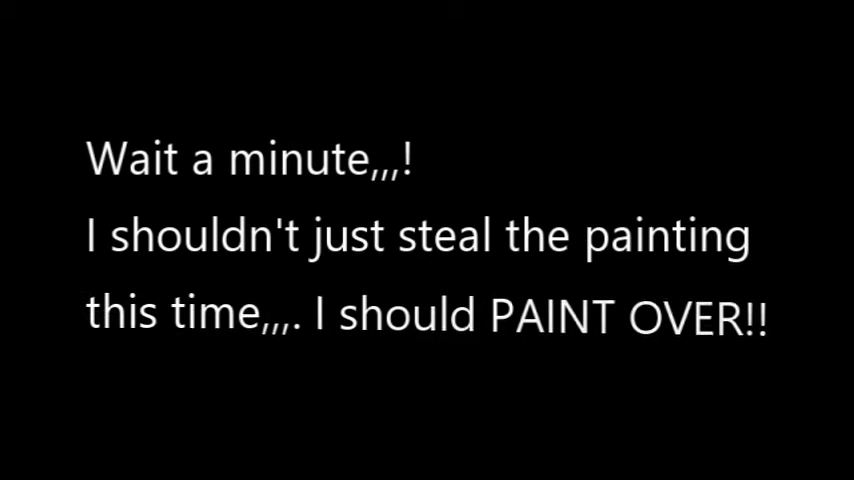 Wait a minute,,,!
I shouldn't just steal the painting
this time,,,. I should PAINT OVER!!